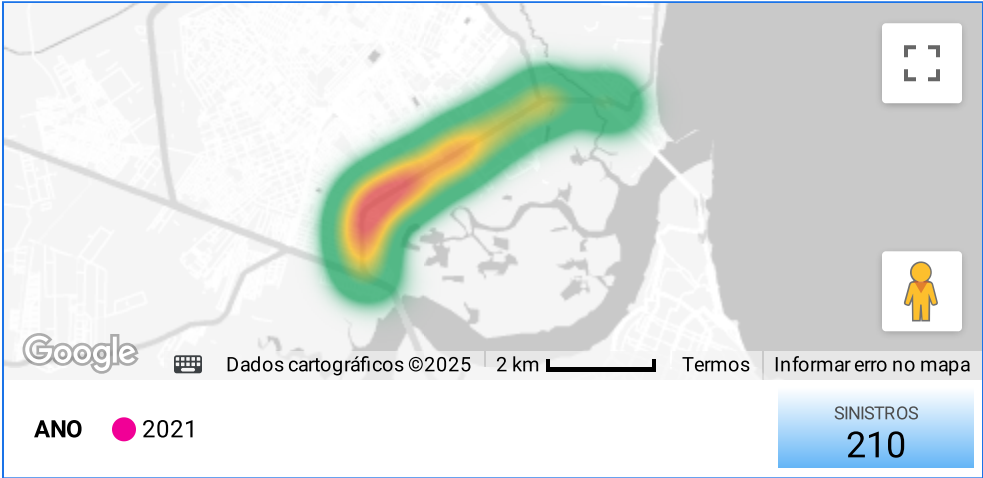 Google
Dados cartográficos ©2025
2 km
Termos
Informar erro no mapa
ANO 2021
SINISTROS
210